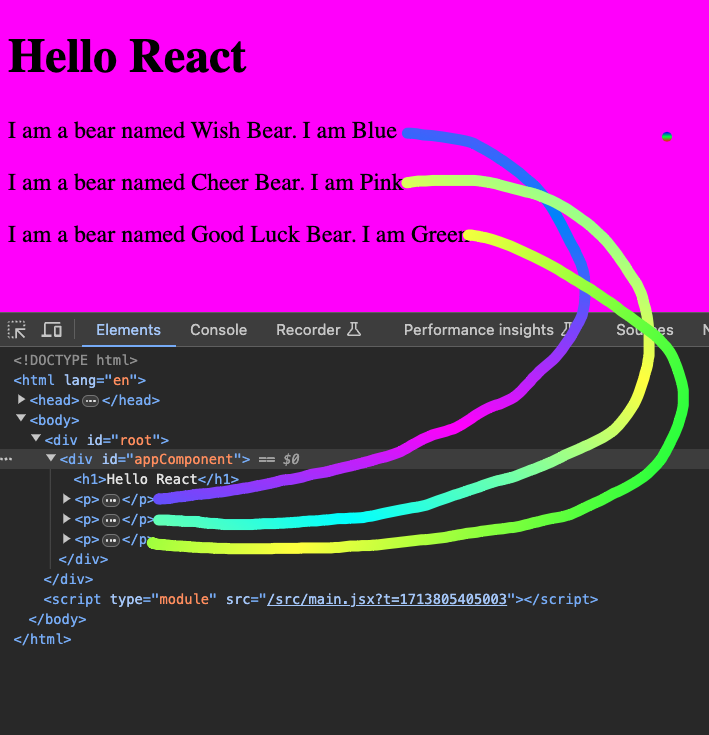 Hello React
I am a bear named Wish Bear. I am Blue
I am a bear named Cheer Bear. I am Pink
I am a bear named Good Luck Bear. I am Green
Elements Console Recorder Performance insights Sources N
<!DOCTYPE html>
<html lang="en">
<head> ⋯ </head>
<body>
<div id="root">
⋯ <div id="appComponent"> == $0
<h1>Hello React</h1>
<p> ⋯ </p>
<p> ⋯ </p>
<p> ⋯ </p>
</div>
</div>
<script type="module" src="/src/main.jsx?t=1713805405003"></script>
</body>
</html>